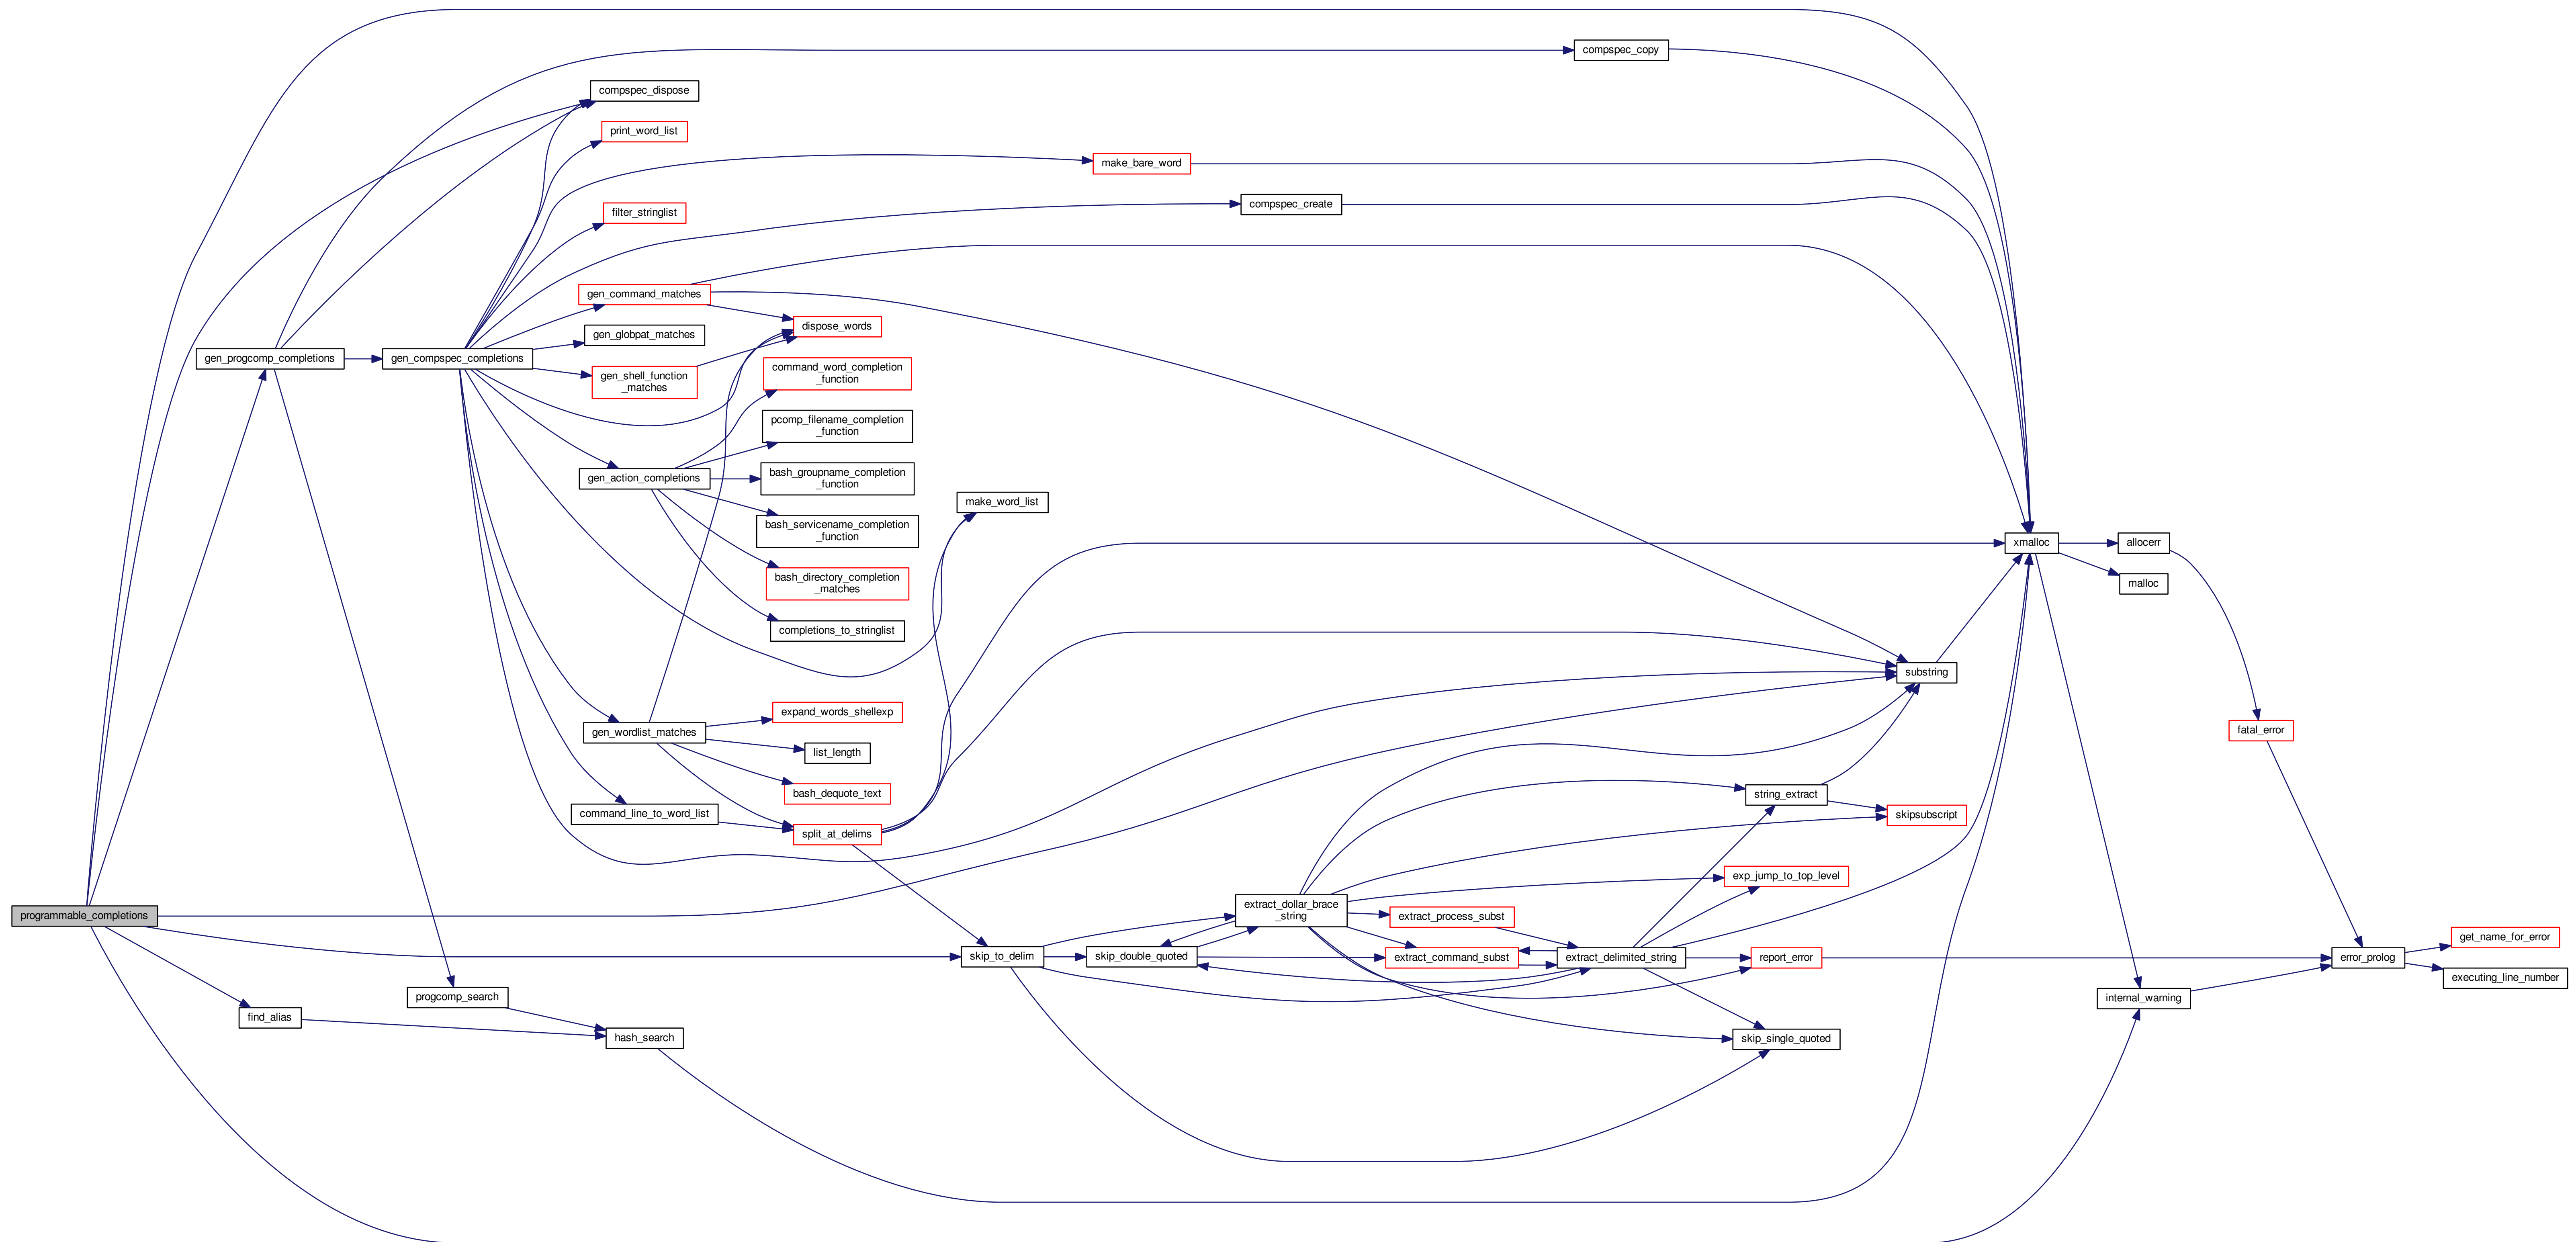 compspec_copy
compspec_dispose
print_word_list
make_bare_word
compspec_create
filter_stringlist
gen_command_matches
dispose_words
gen_globpat_matches
gen_progcomp_completions
gen_compspec_completions
gen_shell_function
_matches
command_word_completion
_function
pcomp_filename_completion
_function
gen_action_completions
bash_groupname_completion
_function
make_word_list
bash_servicename_completion
_function
xmalloc
allocerr
bash_directory_completion
_matches
malloc
completions_to_stringlist
substring
expand_words_shellexp
gen_wordlist_matches
fatal_error
list_length
bash_dequote_text
string_extract
command_line_to_word_list
skipsubscript
split_at_delims
exp_jump_to_top_level
extract_dollar_brace
_string
programmable_completions
extract_process_subst
get_name_for_error
skip_to_delim
skip_double_quoted
extract_command_subst
extract_delimited_string
report_error
error_prolog
executing_line_number
progcomp_search
internal_warning
find_alias
hash_search
skip_single_quoted